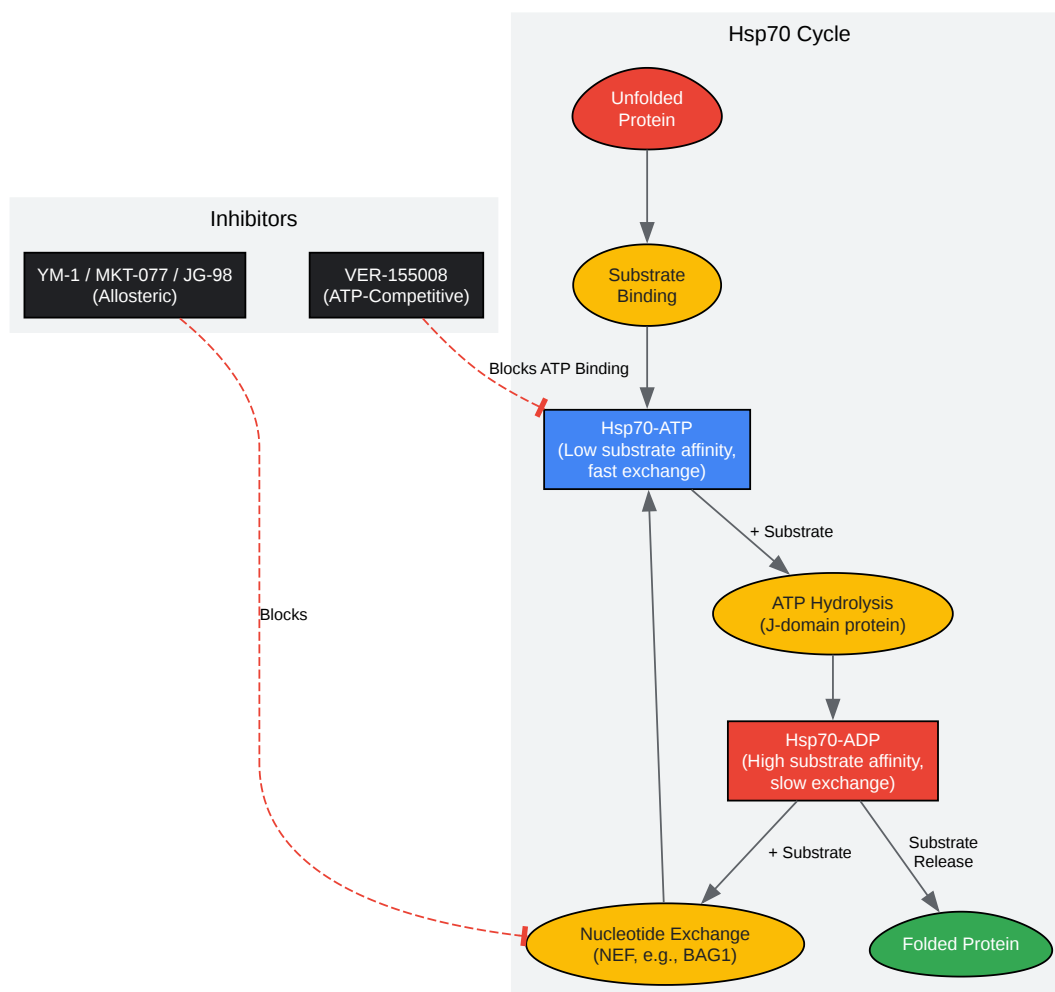 Hsp70 Cycle
Unfolded
Protein
Inhibitors
YM-1 / MKT-077 / JG-98
(Allosteric)
VER-155008
(ATP-Competitive)
Substrate
Binding
Blocks ATP Binding
Hsp70-ATP
(Low substrate affinity,
fast exchange)
+ Substrate
ATP Hydrolysis
(J-domain protein)
Blocks
Hsp70-ADP
(High substrate affinity,
slow exchange)
+ Substrate
Substrate
Release
Nucleotide Exchange
(NEF, e.g., BAG1)
Folded Protein